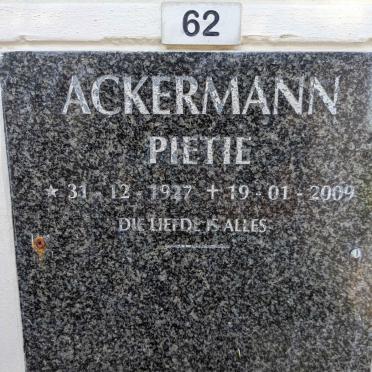 62
ACKERMANN
PIETIE
★ 31 - 12 - 1927 ✝ 19 - 01 - 2009
DIE LIEFDE IS ALLES